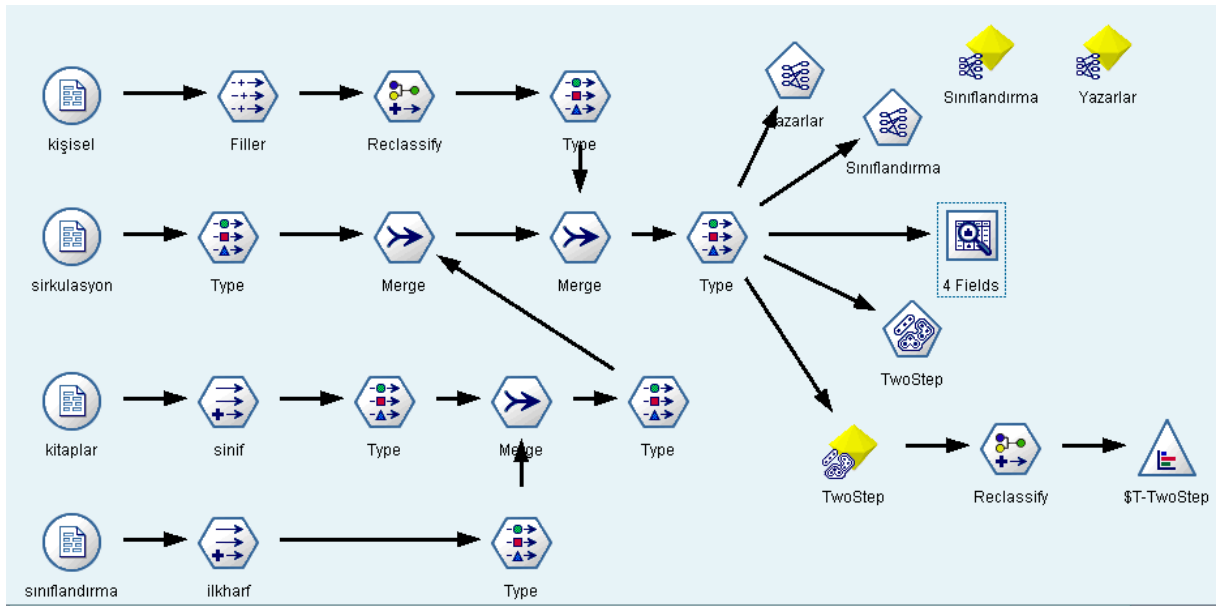 Sınıflandırma
Yazarlar
kişisel
Filler
Reclassify
Type
Yazarlar
Sınıflandırma
sirkulasyon
Type
Merge
Merge
Type
4 Fields
TwoStep
kitaplar
sinif
Type
Merge
Type
TwoStep
Reclassify
$T-TwoStep
sınıflandırma
ilkharf
Type